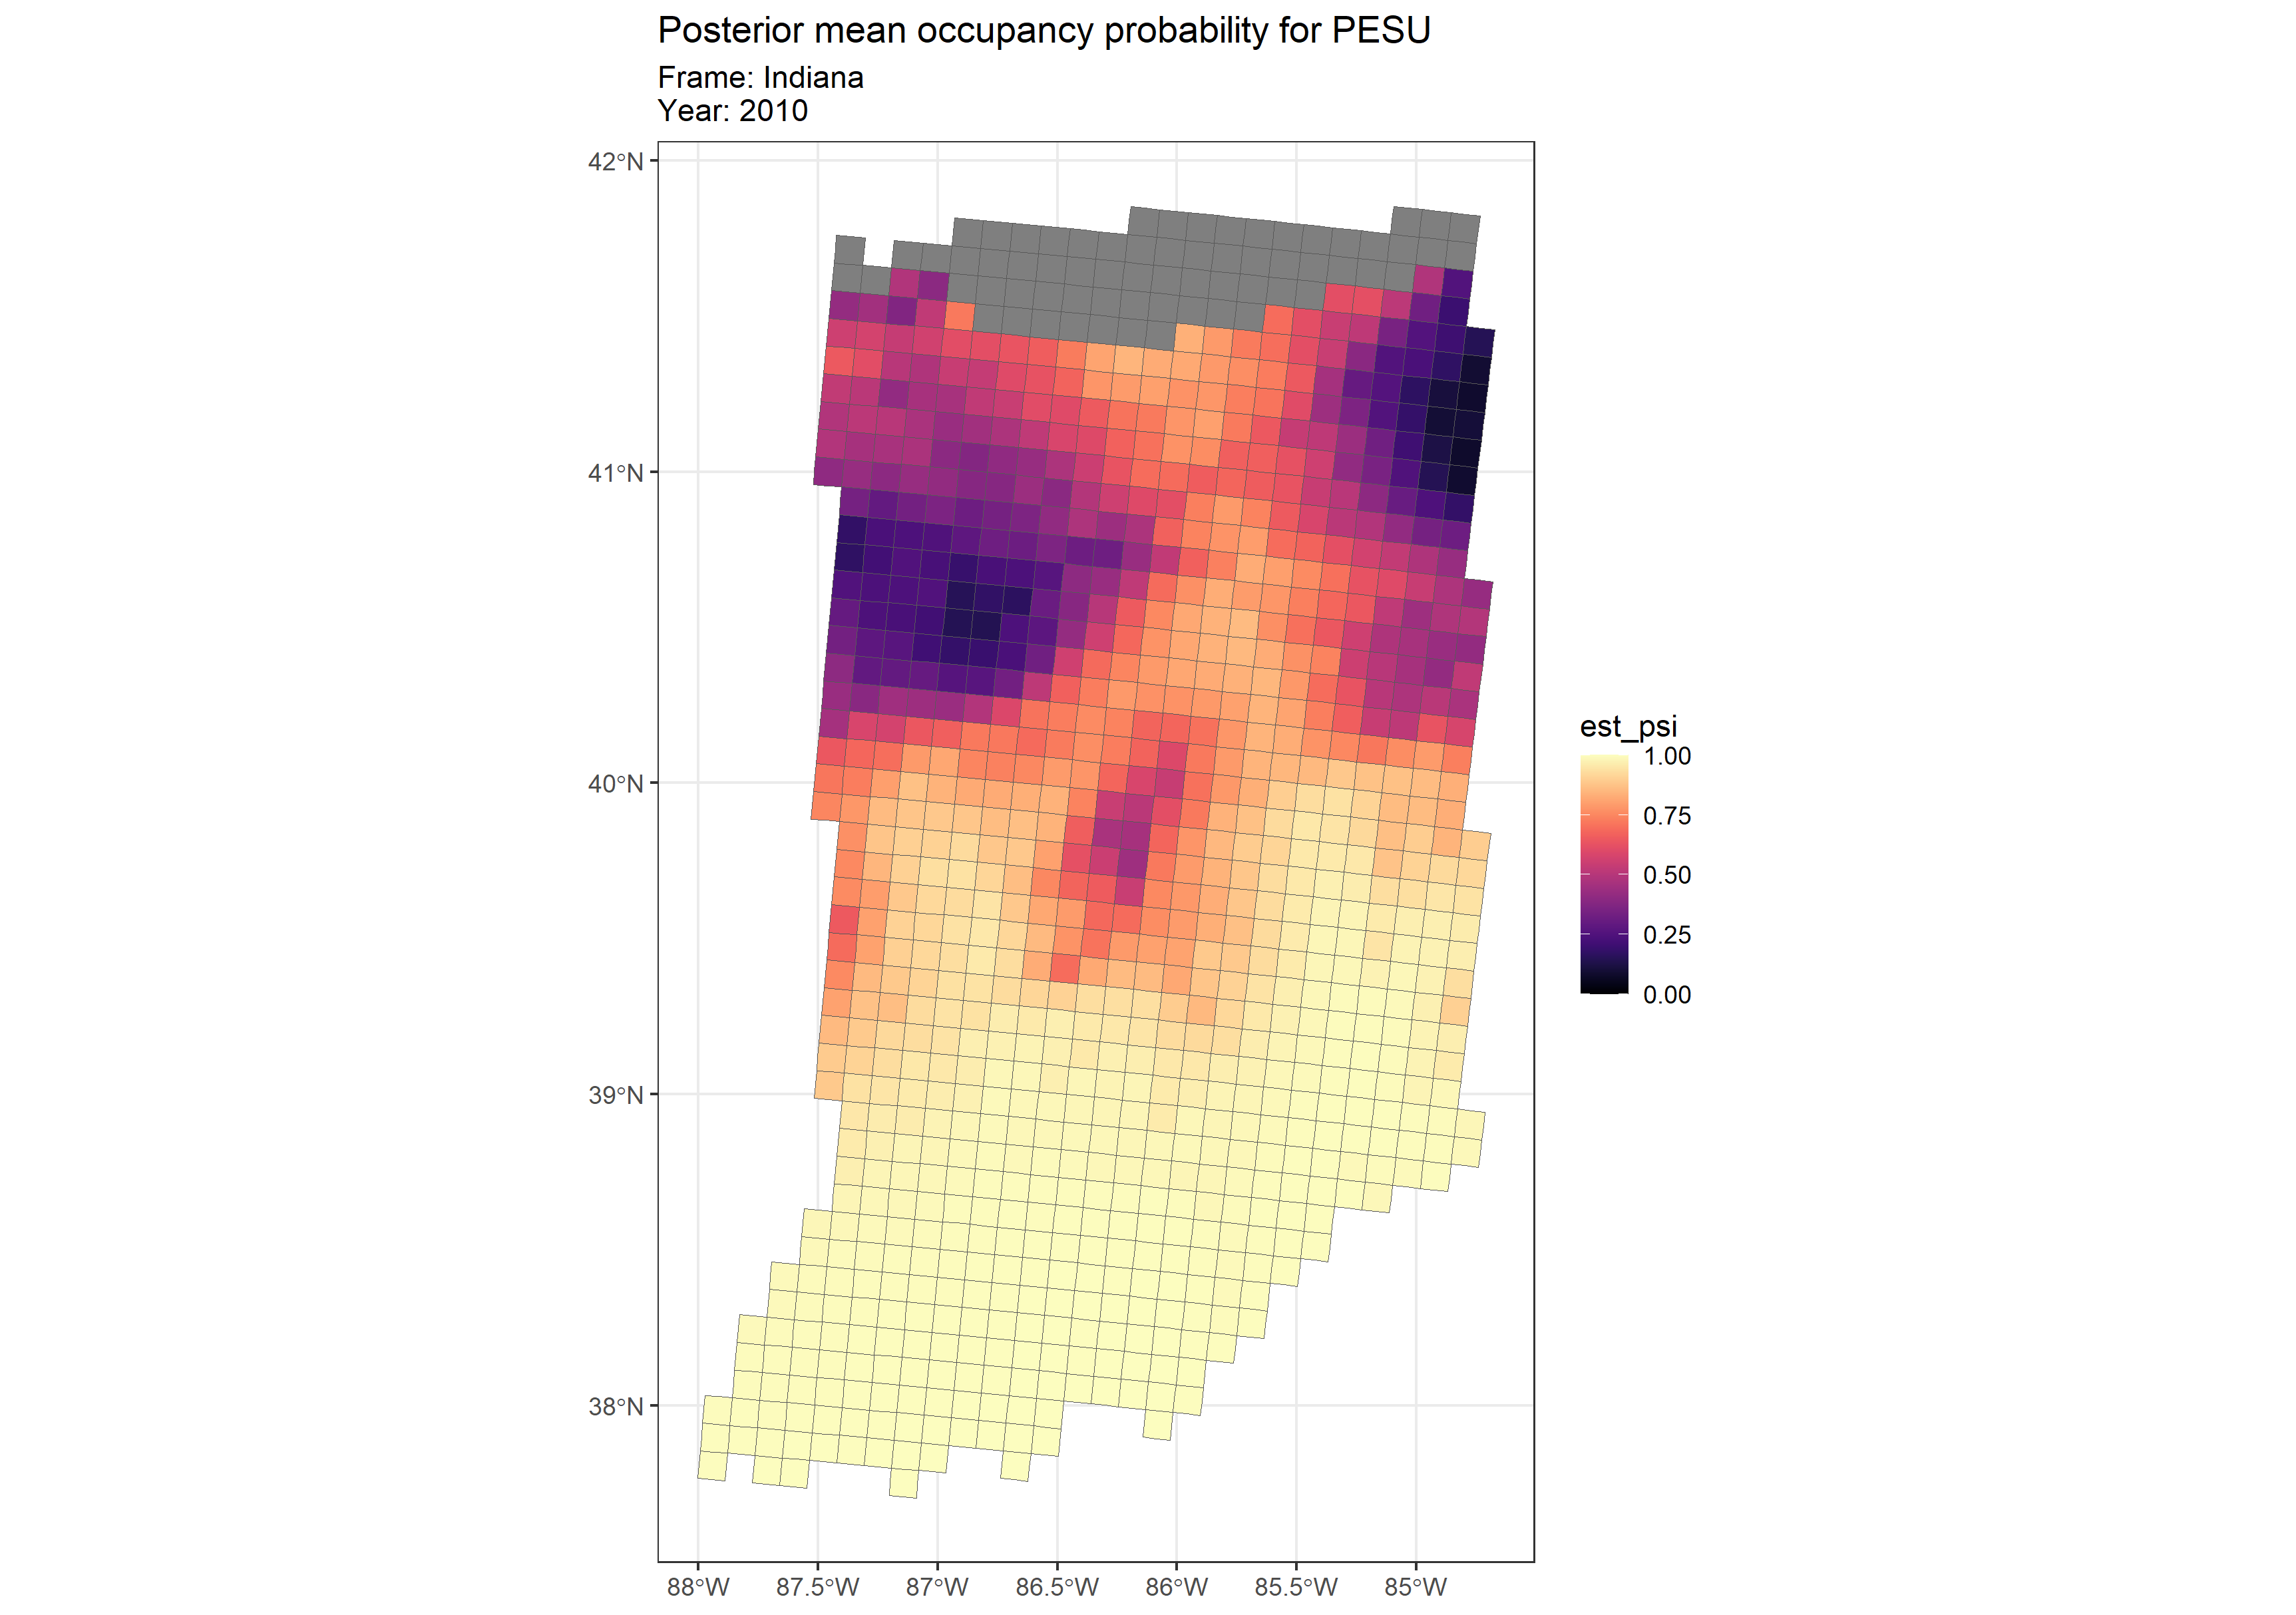 Posterior mean occupancy probability for PESU
Frame: Indiana
Year: 2010
42°N
41°N
40°N
39°N
38°N
88°W
87.5°W
87°W
86.5°W
86°W
85.5°W
85°W
est_psi
1.00
0.75
0.50
0.25
0.00